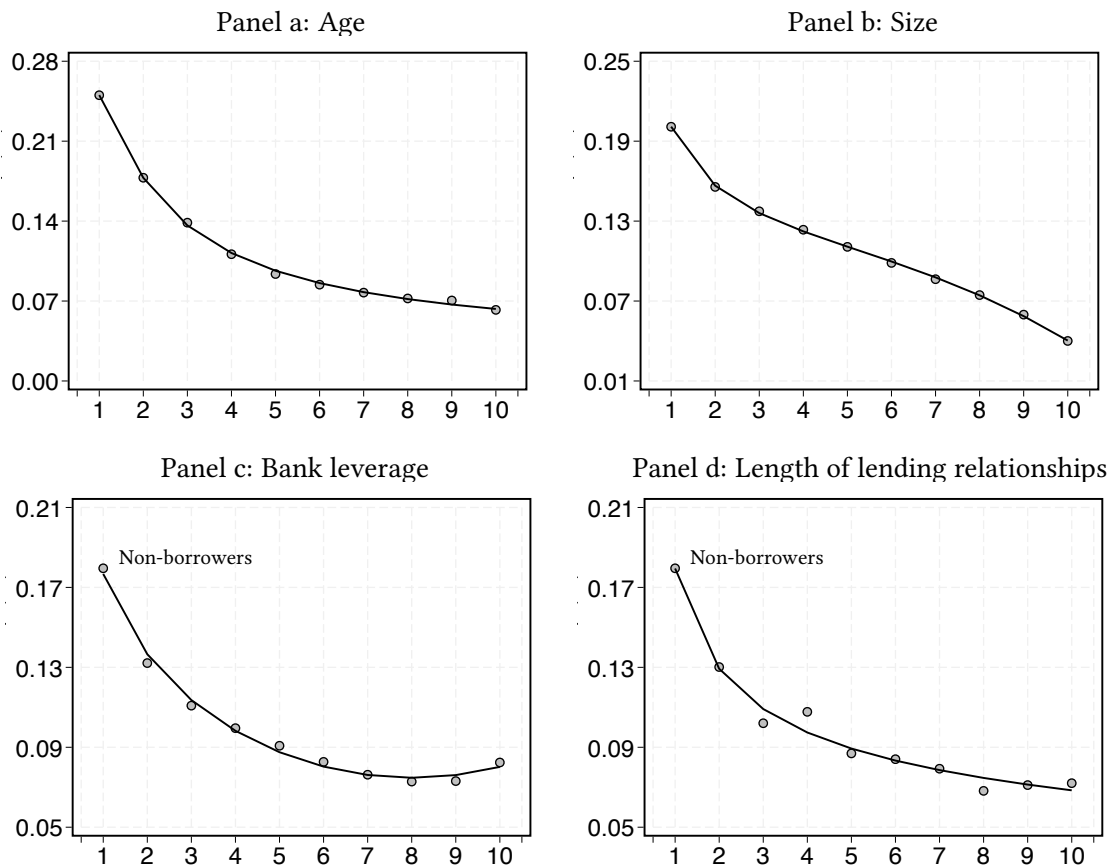 Panel a: Age
0.28
0.21
0.14
0.07
0.00
1 2 3 4 5 6 7 8 9 10
Panel b: Size
0.25
0.19
0.13
0.07
0.01
1 2 3 4 5 6 7 8 9 10
Panel c: Bank leverage
0.21
0.17
0.13
0.09
0.05
Non-borrowers
1 2 3 4 5 6 7 8 9 10
Panel d: Length of lending relationships
0.21
0.17
0.13
0.09
0.05
Non-borrowers
1 2 3 4 5 6 7 8 9 10